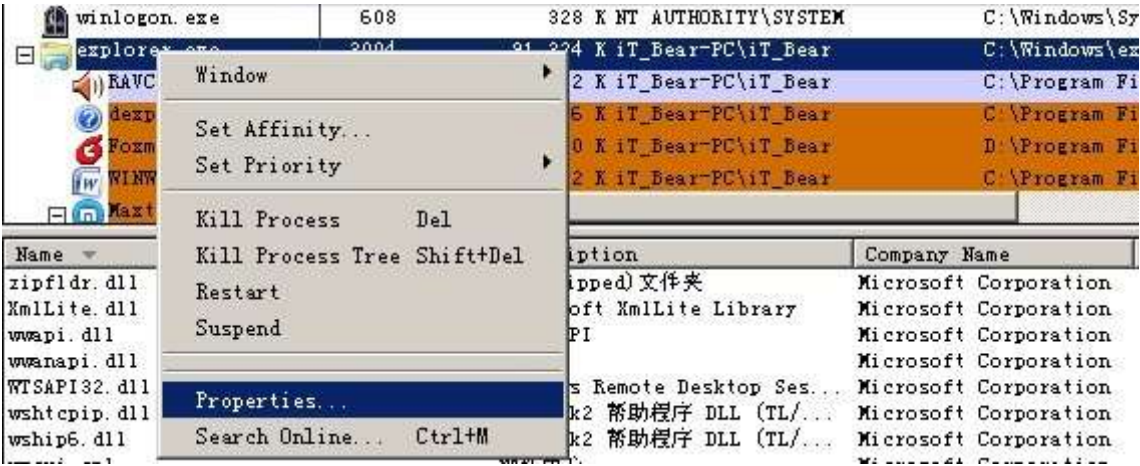 winlogon.exe 608 328 K NT AUTHORITY\SYSTEM C:\Windows\Sy
explorer.exe 91,324 K iT_Bear-PC\iT_Bear C:\Windows\ex
RAVC 2 K iT_Bear-PC\iT_Bear C:\Program Fi
dexp 6 K iT_Bear-PC\iT_Bear C:\Program Fi
Foxm 0 K iT_Bear-PC\iT_Bear D:\Program Fi
WINW 2 K iT_Bear-PC\iT_Bear C:\Program Fi
Maxt
Window
Set Affinity...
Set Priority
Kill Process Del
Kill Process Tree Shift+Del
Restart
Suspend
Properties...
Search Online... Ctrl+M
Name iption Company Name
zipfldr.dll ipped)文件夹 Microsoft Corporation
XmlLite.dll oft XmlLite Library Microsoft Corporation
wwapi.dll PI Microsoft Corporation
wwanapi.dll Microsoft Corporation
WTSAPI32.dll s Remote Desktop Ses... Microsoft Corporation
wshtcpip.dll k2 帮助程序 DLL (TL/... Microsoft Corporation
wship6.dll k2 帮助程序 DLL (TL/... Microsoft Corporation